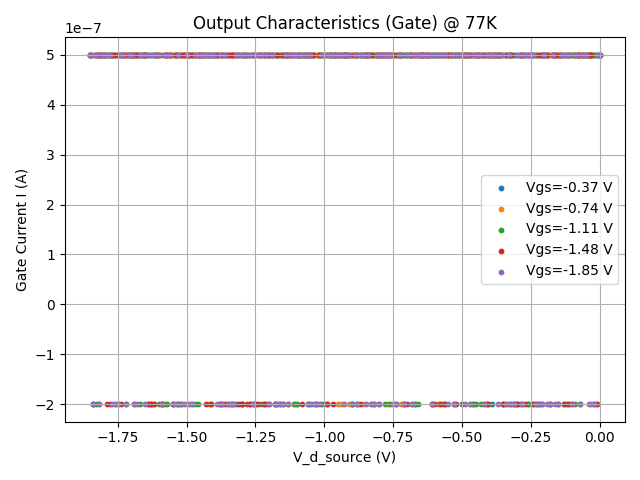 Output Characteristics (Gate) @ 77K
1e−7
5
4
3
2
1
0
−1
−2
Gate Current I (A)
Vgs=-0.37 V
Vgs=-0.74 V
Vgs=-1.11 V
Vgs=-1.48 V
Vgs=-1.85 V
−1.75 −1.50 −1.25 −1.00 −0.75 −0.50 −0.25 0.00
V_d_source (V)